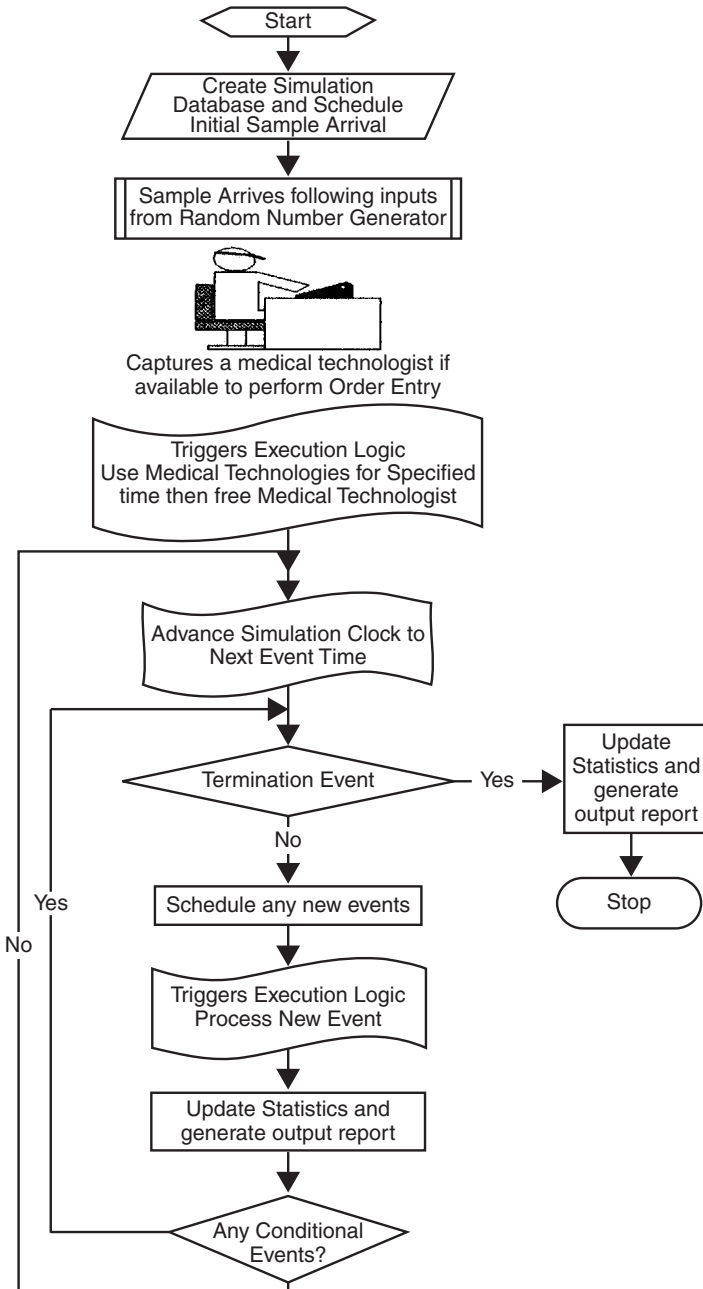 Start
Create Simulation
Database and Schedule
Initial Sample Arrival
Sample Arrives following inputs
from Random Number Generator
Captures a medical technologist if
available to perform Order Entry
Triggers Execution Logic
Use Medical Technologies for Specified
time then free Medical Technologist
Advance Simulation Clock to
Next Event Time
Termination Event
Yes
Update
Statistics and
generate
output report
Stop
No
Schedule any new events
Yes
No
Triggers Execution Logic
Process New Event
Update Statistics and
generate output report
Any Conditional
Events?